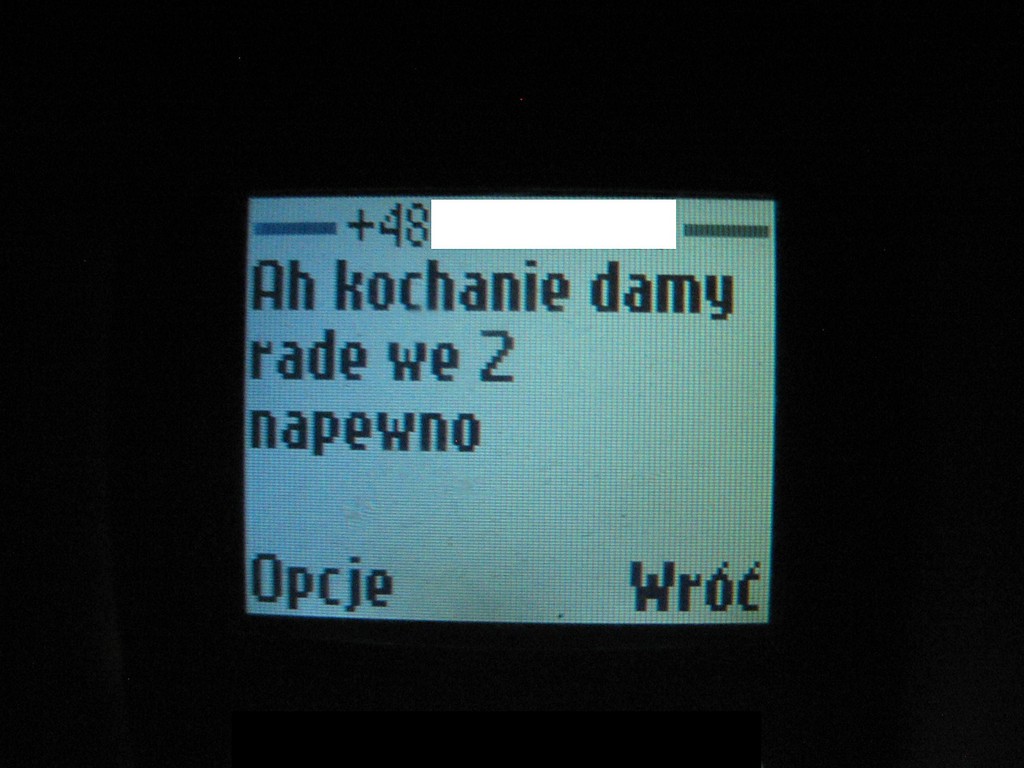 +48
Ah kochanie damy
rade we 2
napewno
Opcje Wróć